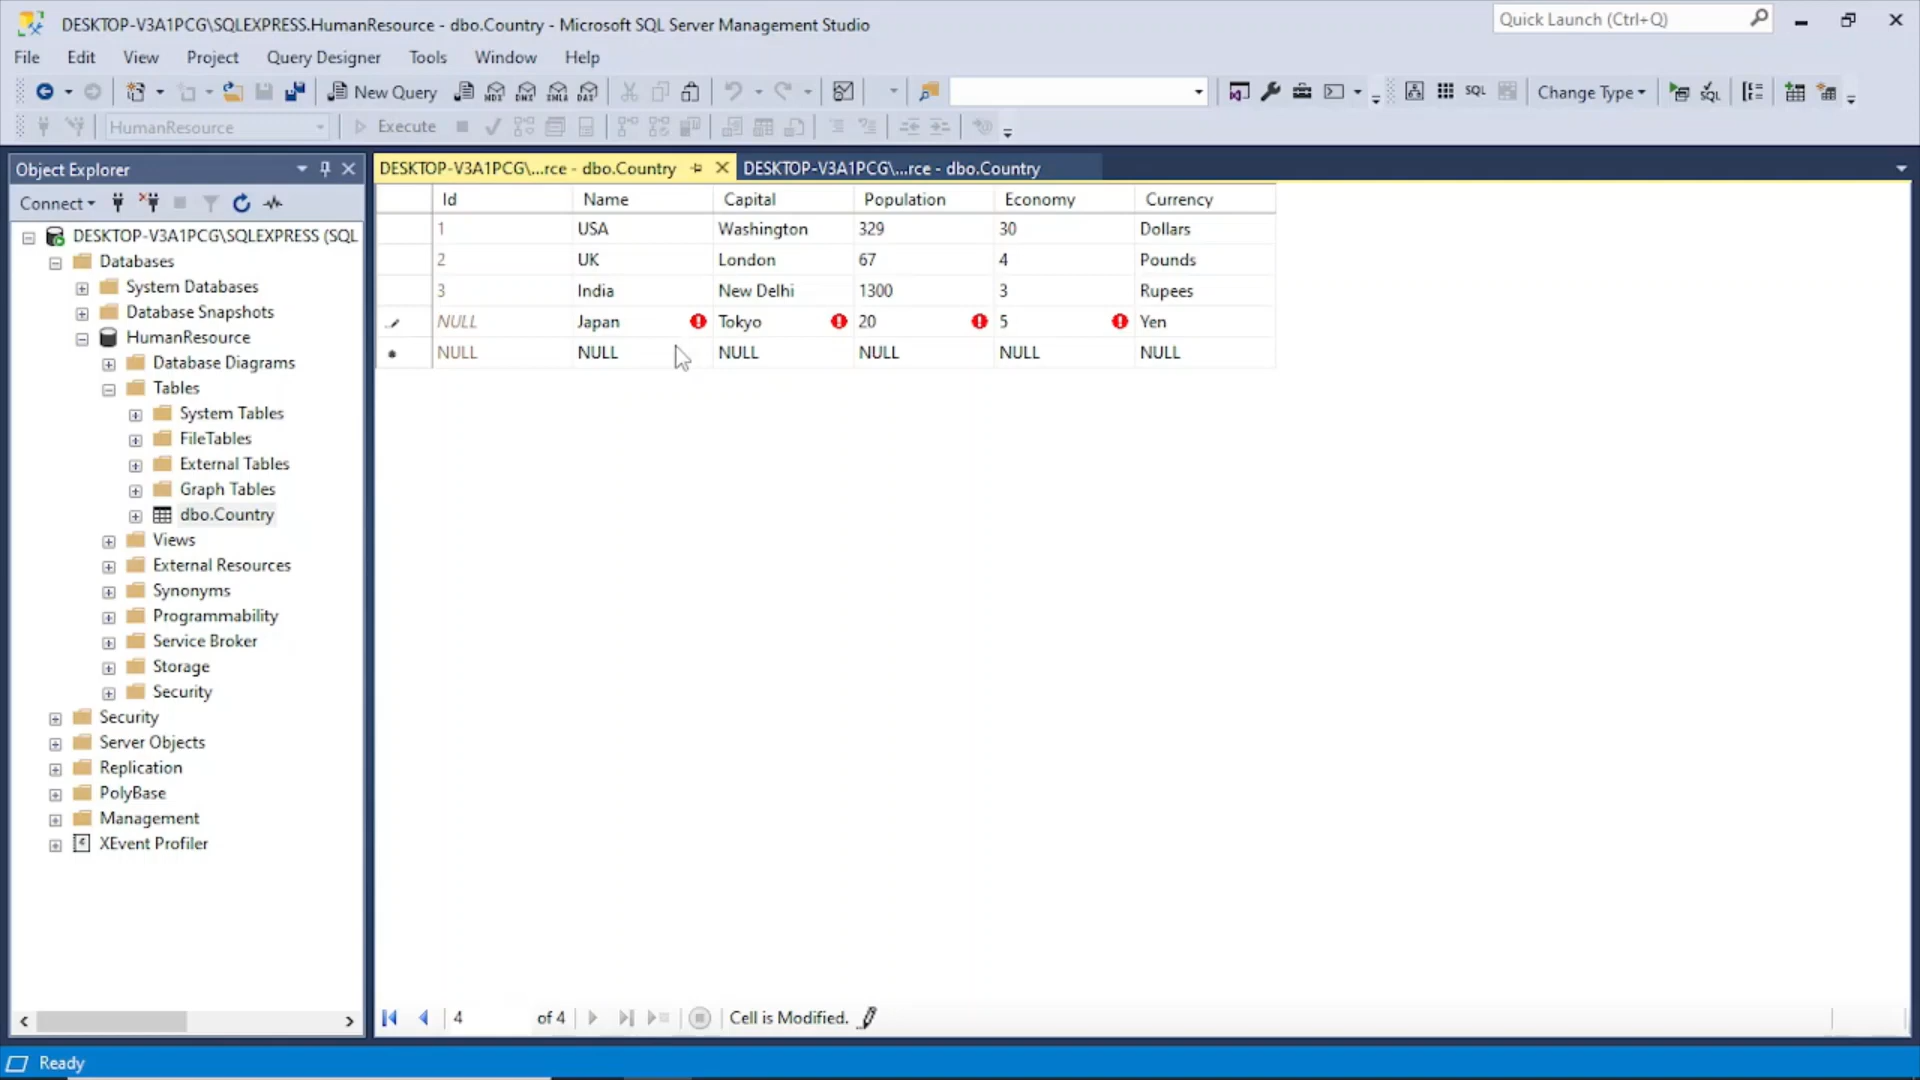 DESKTOP-V3A1PCG\SQLEXPRESS.HumanResource - dbo.Country - Microsoft SQL Server Management Studio
Quick Launch (Ctrl+Q)
File Edit View Project Query Designer Tools Window Help
New Query MDX DMX XMLA DAX SQL Change Type SQL
HumanResource Execute
Object Explorer
DESKTOP-V3A1PCG\...rce - dbo.Country
DESKTOP-V3A1PCG\...rce - dbo.Country
Connect
DESKTOP-V3A1PCG\SQLEXPRESS (SQL
Databases
System Databases
Database Snapshots
HumanResource
Database Diagrams
Tables
System Tables
FileTables
External Tables
Graph Tables
dbo.Country
Views
External Resources
Synonyms
Programmability
Service Broker
Storage
Security
Security
Server Objects
Replication
PolyBase
Management
XEvent Profiler
Id Name Capital Population Economy Currency
1 USA Washington 329 30 Dollars
2 UK London 67 4 Pounds
3 India New Delhi 1300 3 Rupees
NULL Japan Tokyo 20 5 Yen
NULL NULL NULL NULL NULL NULL
4 of 4 Cell is Modified.
Ready